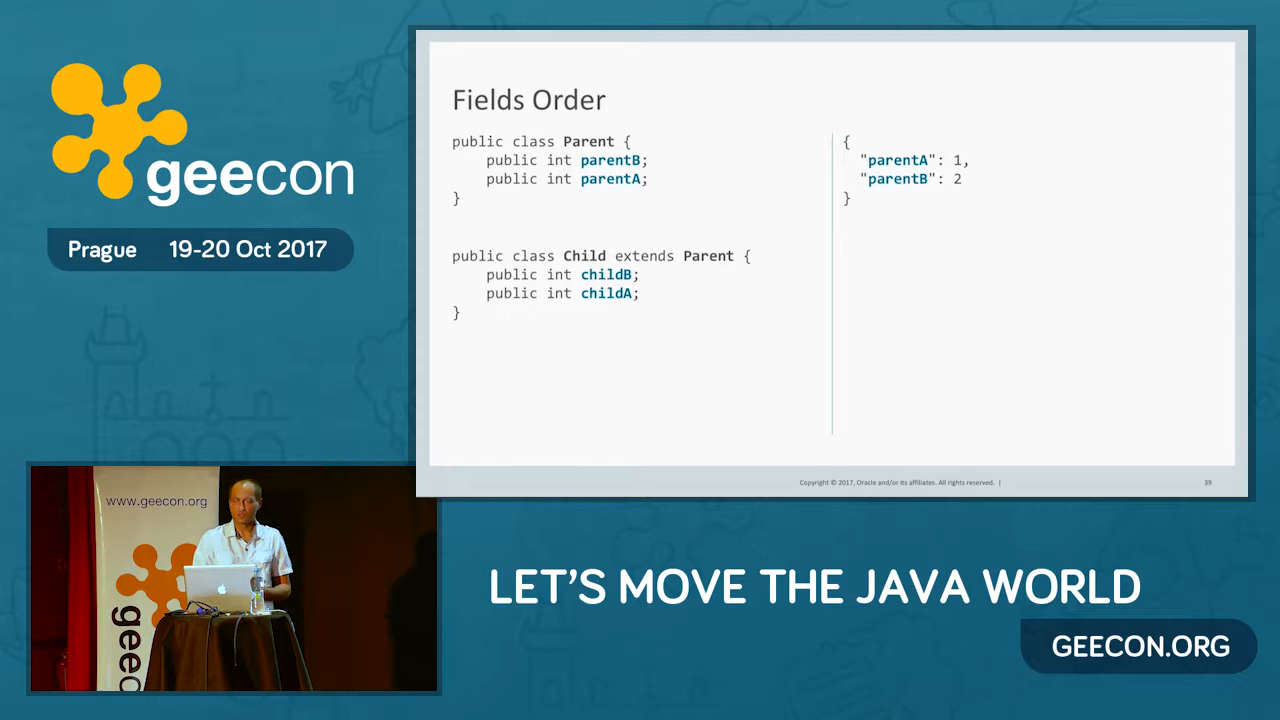 geecon
Prague 19-20 Oct 2017
Fields Order
public class Parent {
    public int parentB;
    public int parentA;
}
public class Child extends Parent {
    public int childB;
    public int childA;
}
{
  "parentA": 1,
  "parentB": 2
}
Copyright © 2017, Oracle and/or its affiliates. All rights reserved. |
39
www.geecon.org
geeco
LET'S MOVE THE JAVA WORLD
GEECON.ORG